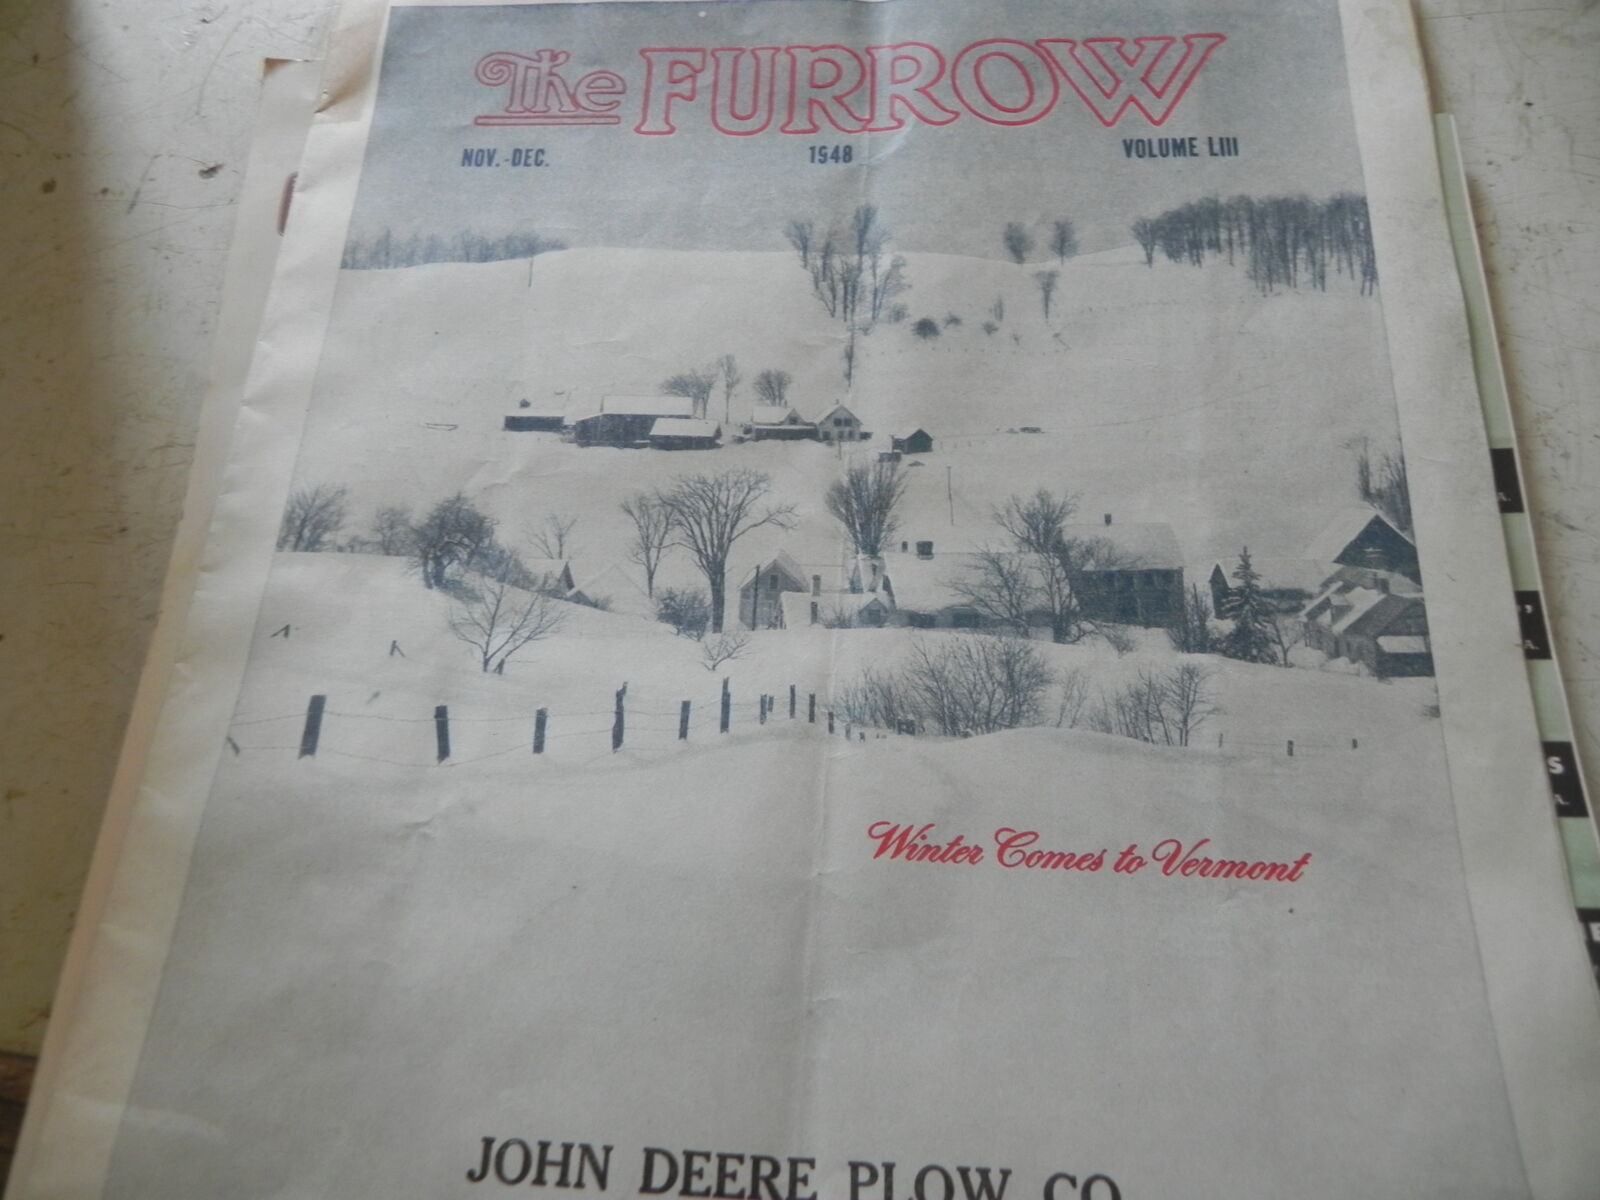 The FURROW
NOV.-DEC. 1948 VOLUME LIII
Winter Comes to Vermont
JOHN DEERE PLOW CO.